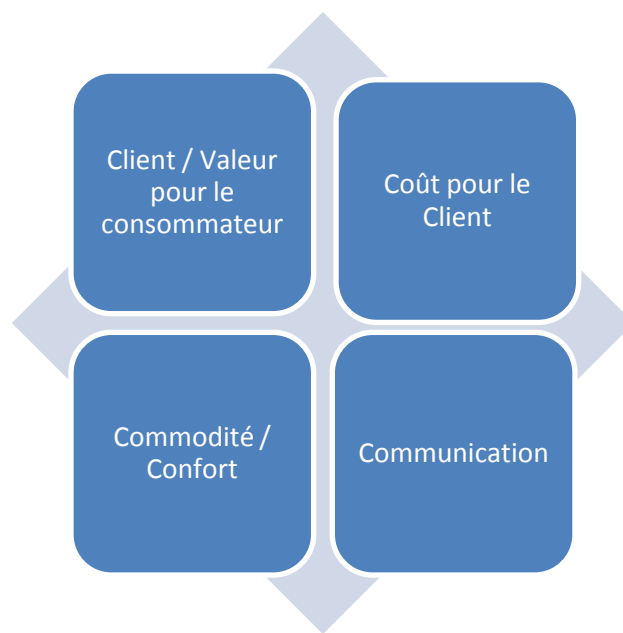 Client / Valeur
pour le
consommateur
Coût pour le
Client
Commodité /
Confort
Communication